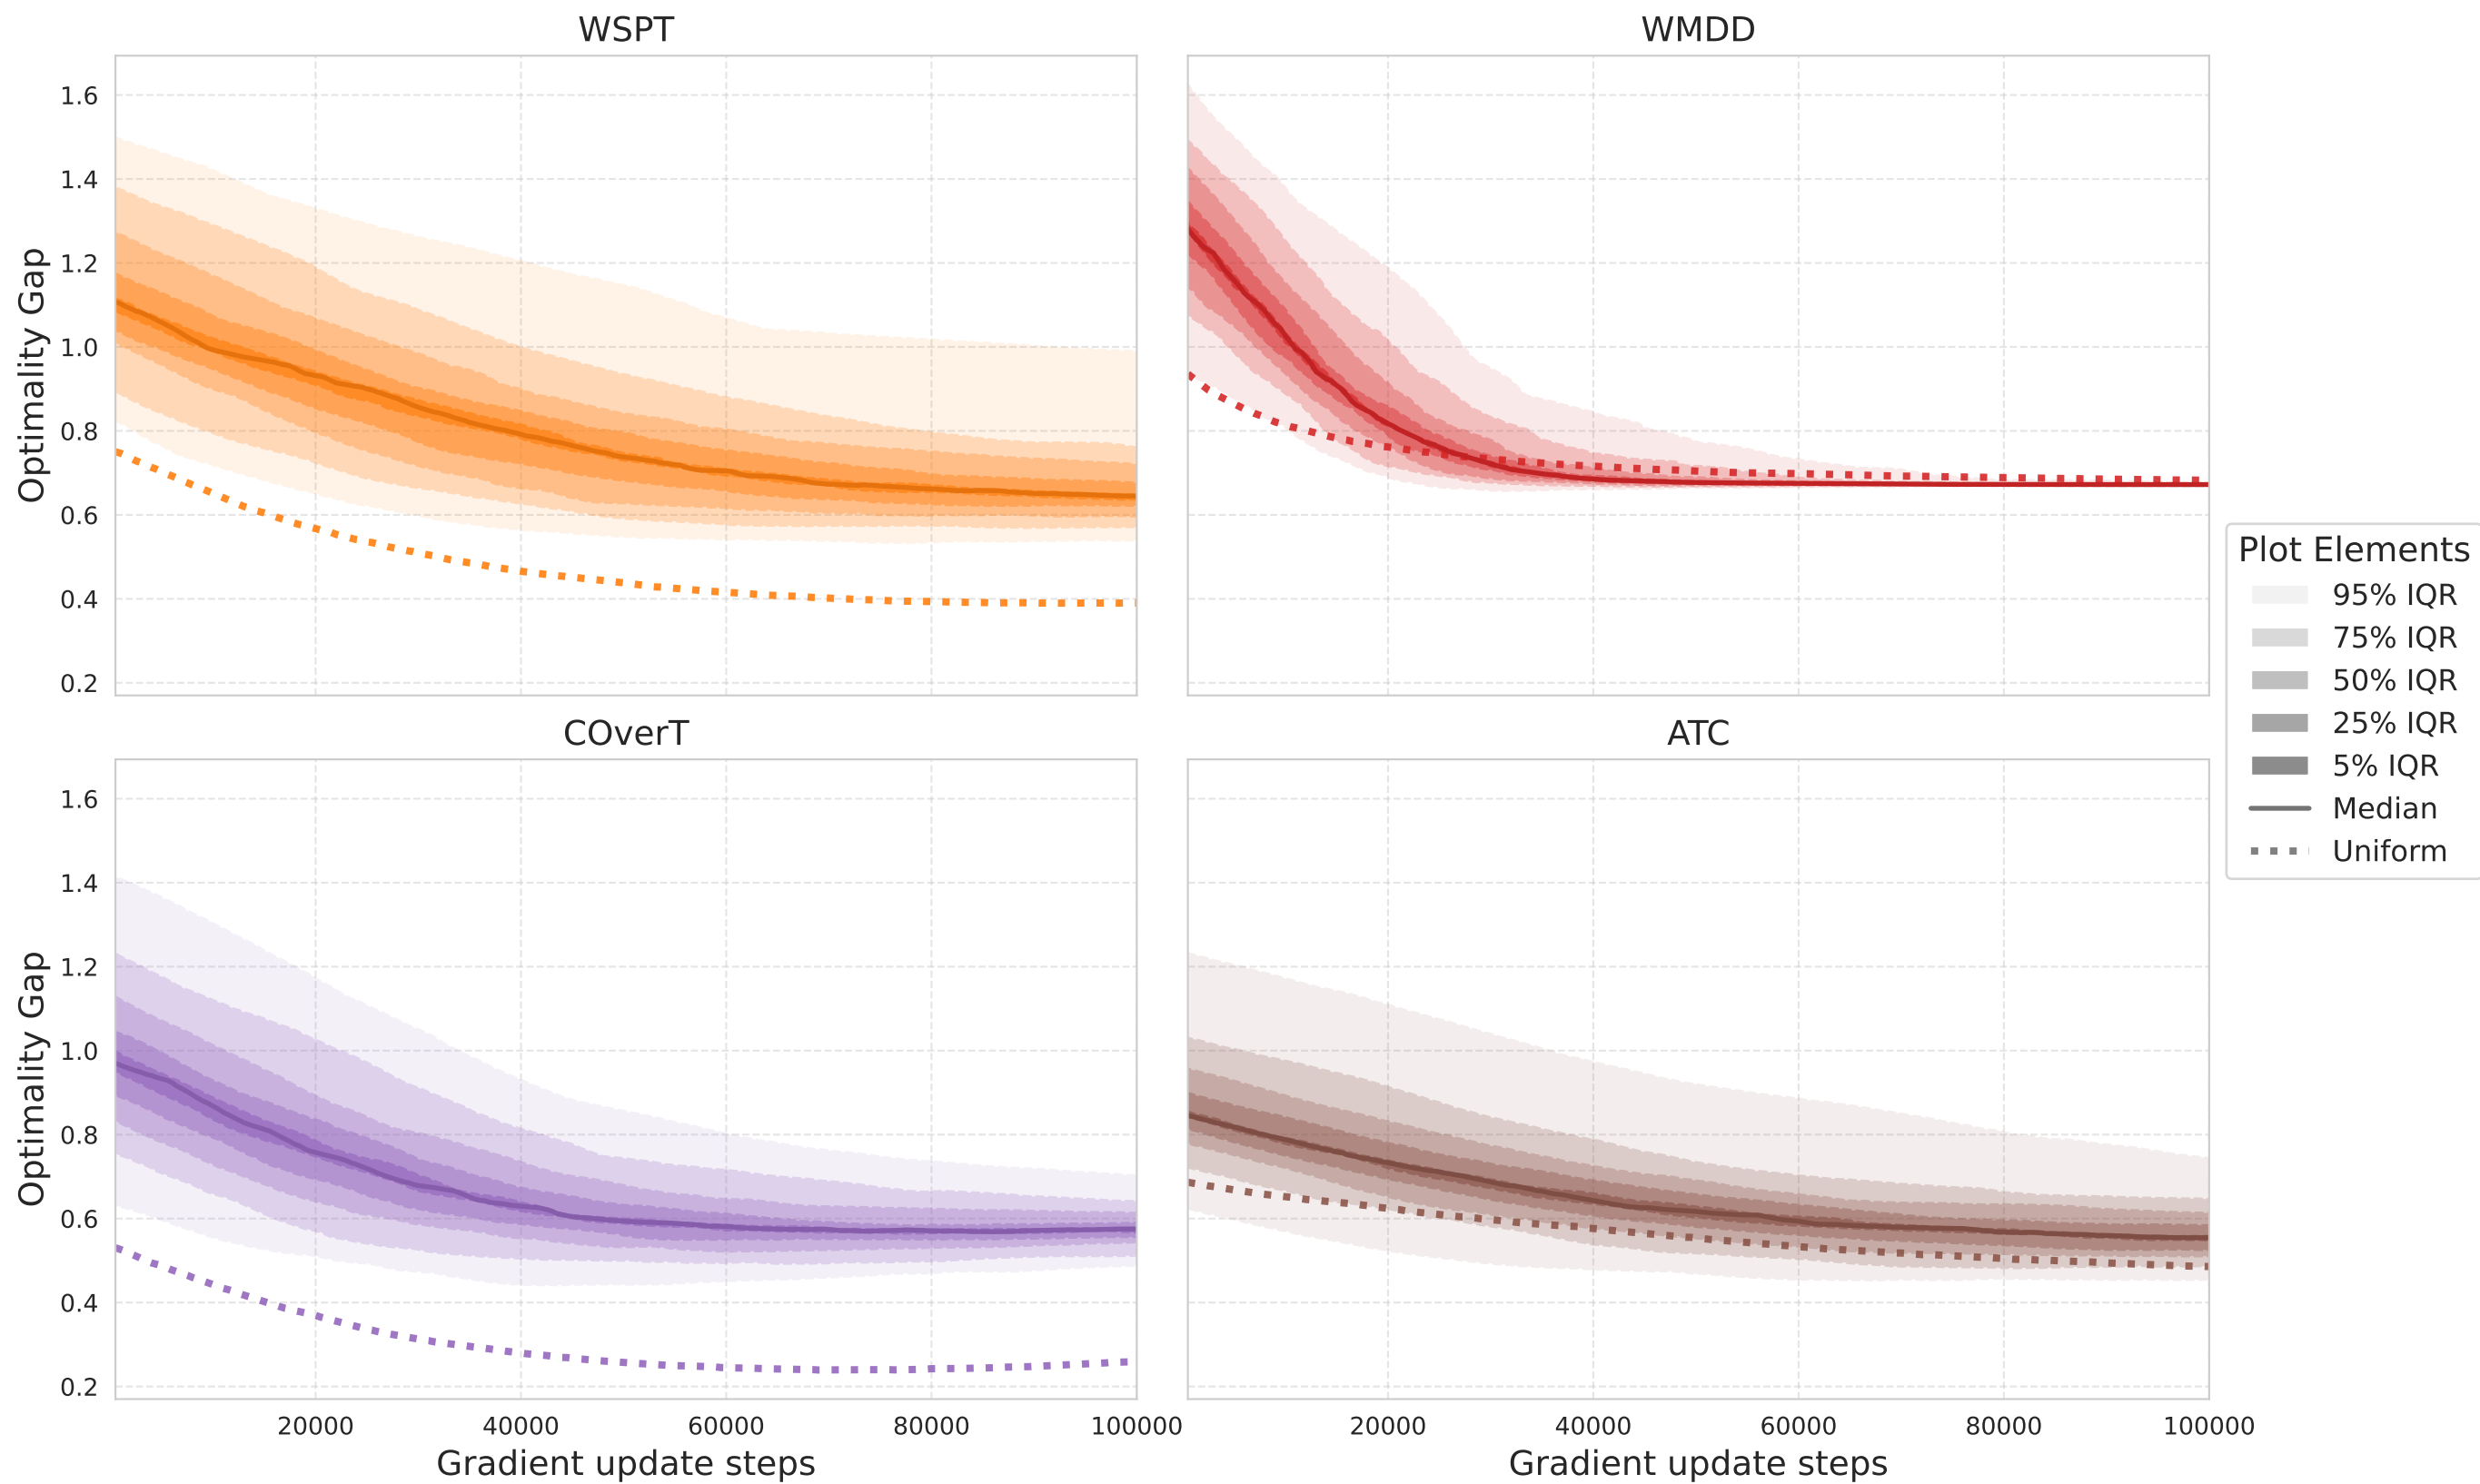 WSPT
WMDD
Optimality Gap
1.6
1.4
1.2
1.0
0.8
0.6
0.4
0.2
COverT
ATC
Optimality Gap
1.6
1.4
1.2
1.0
0.8
0.6
0.4
0.2
20000
40000
60000
80000
100000
Gradient update steps
20000
40000
60000
80000
100000
Gradient update steps
Plot Elements
95% IQR
75% IQR
50% IQR
25% IQR
5% IQR
Median
Uniform